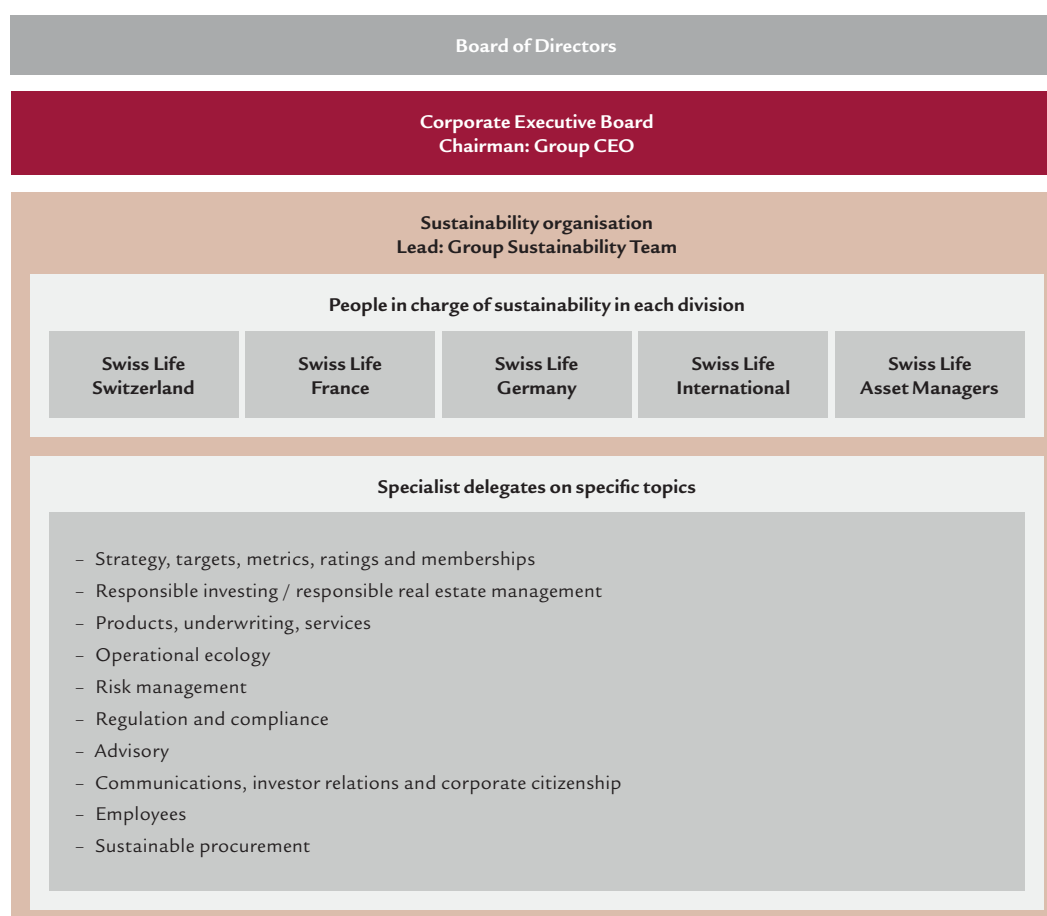 Board of Directors
Corporate Executive Board
Chairman: Group CEO
Sustainability organisation
Lead: Group Sustainability Team
People in charge of sustainability in each division
Swiss Life
Switzerland
Swiss Life
France
Swiss Life
Germany
Swiss Life
International
Swiss Life
Asset Managers
Specialist delegates on specific topics
– Strategy, targets, metrics, ratings and memberships
– Responsible investing / responsible real estate management
– Products, underwriting, services
– Operational ecology
– Risk management
– Regulation and compliance
– Advisory
– Communications, investor relations and corporate citizenship
– Employees
– Sustainable procurement